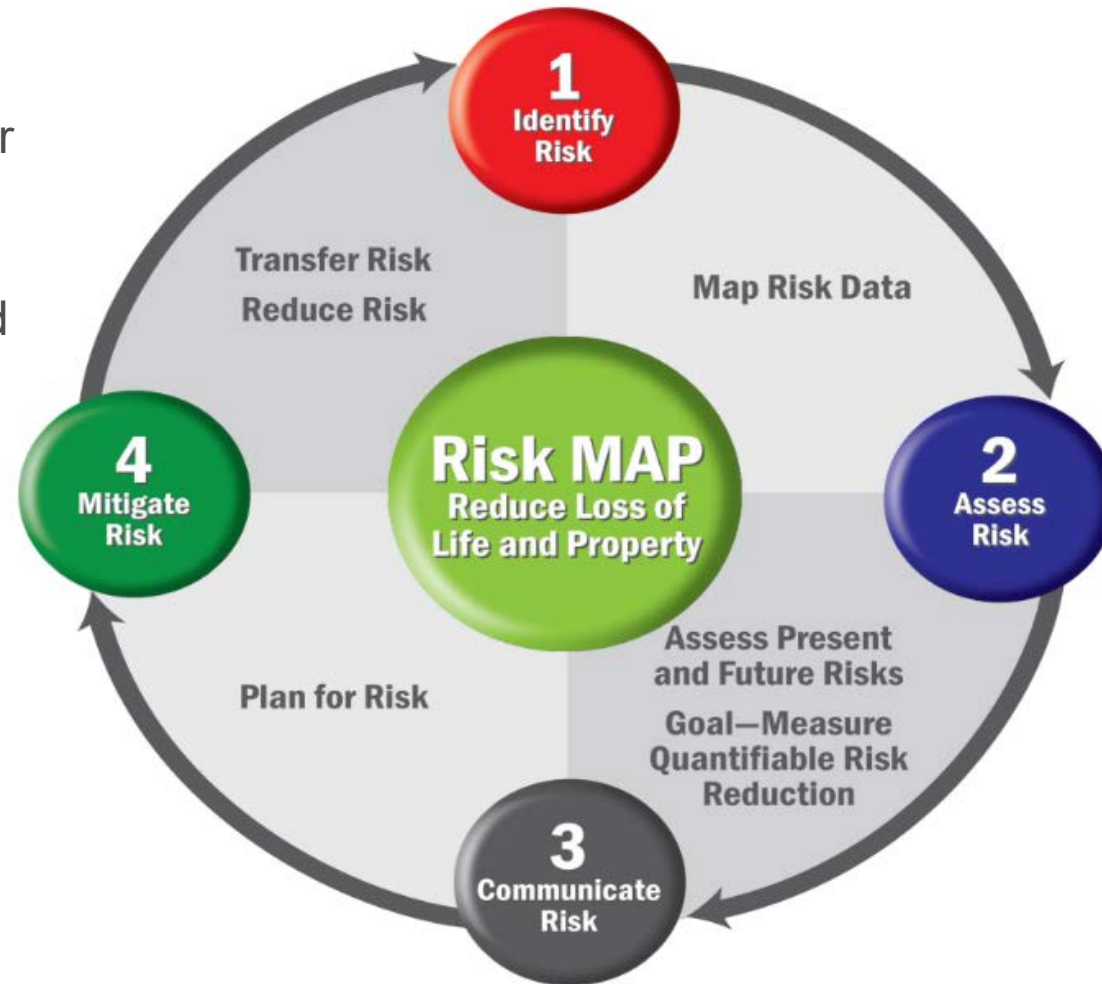 1
Identify
Risk
Transfer Risk
Reduce Risk
Map Risk Data
4
Mitigate
Risk
Risk MAP
Reduce Loss of
Life and Property
2
Assess
Risk
Plan for Risk
Assess Present
and Future Risks
Goal—Measure
Quantifiable Risk
Reduction
3
Communicate
Risk